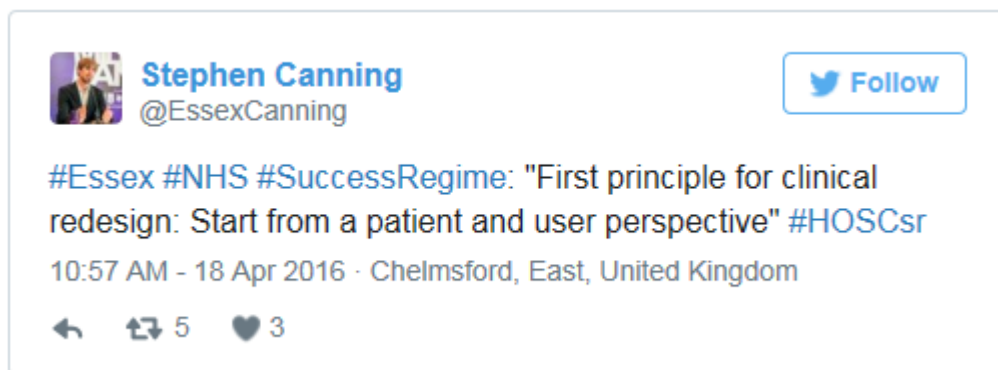 Stephen Canning
@EssexCanning
Follow
#Essex #NHS #SuccessRegime: "First principle for clinical
redesign: Start from a patient and user perspective" #HOSCsr
10:57 AM - 18 Apr 2016 · Chelmsford, East, United Kingdom
5 3